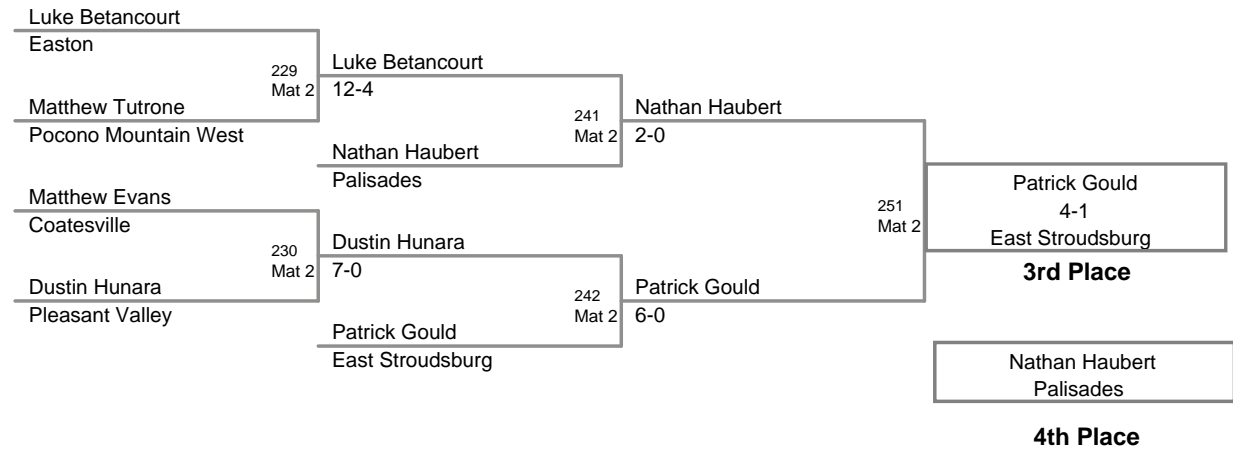 Luke Betancourt
Easton
229
Mat 2
Luke Betancourt
12-4
Matthew Tutrone
Pocono Mountain West
241
Mat 2
Nathan Haubert
2-0
Nathan Haubert
Palisades
Matthew Evans
Coatesville
230
Mat 2
Dustin Hunara
7-0
Dustin Hunara
Pleasant Valley
242
Mat 2
Patrick Gould
6-0
Patrick Gould
East Stroudsburg
251
Mat 2
Patrick Gould
4-1
East Stroudsburg
3rd Place
Nathan Haubert
Palisades
4th Place